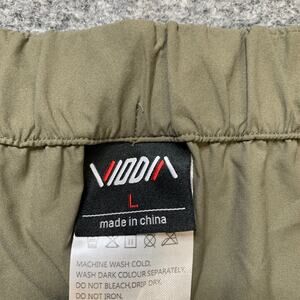 VIODIA
L
made in china
MACHINE WASH COLD.
WASH DARK COLOUR SEPARATELY.
DO NOT BLEACH,DRIP DRY.
DO NOT IRON.